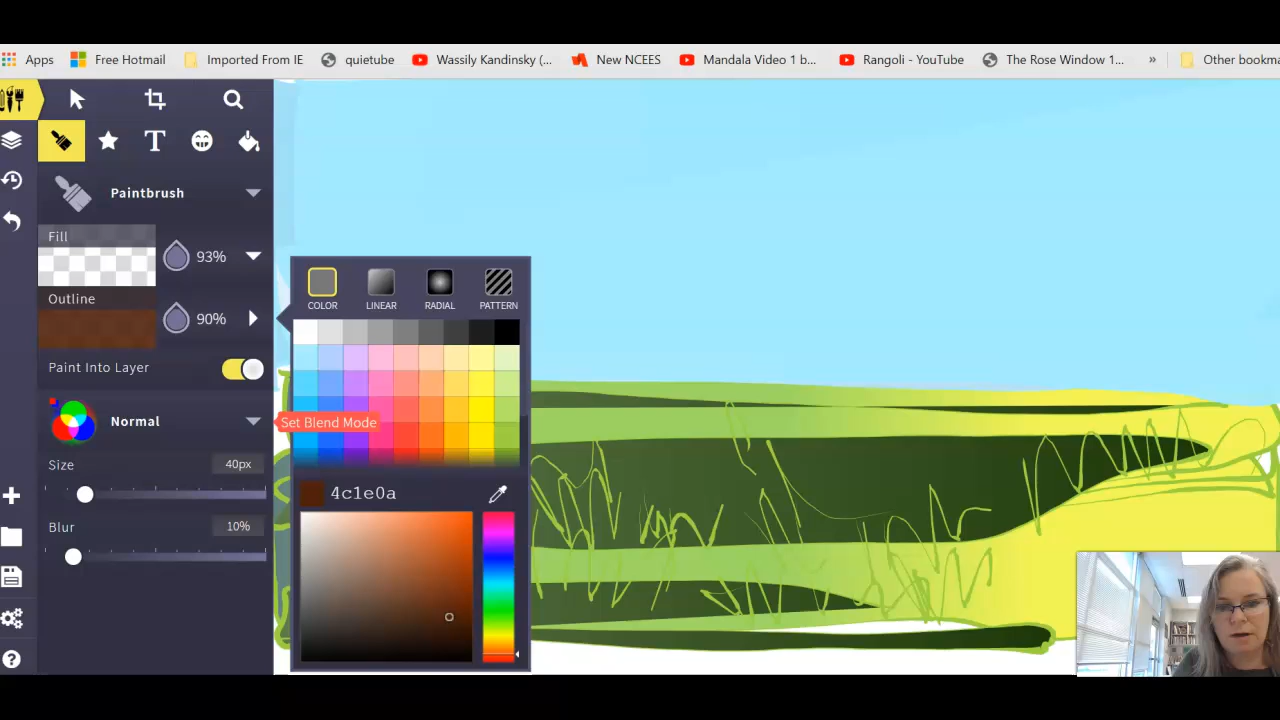 Apps Free Hotmail Imported From IE quietube Wassily Kandinsky (... New NCEES Mandala Video 1 b... Rangoli - YouTube The Rose Window 1... » Other bookma
T
Paintbrush
Fill
93%
Outline
90%
Paint Into Layer
Normal
Size
40px
Blur
10%
COLOR LINEAR RADIAL PATTERN
Set Blend Mode
4c1e0a
?